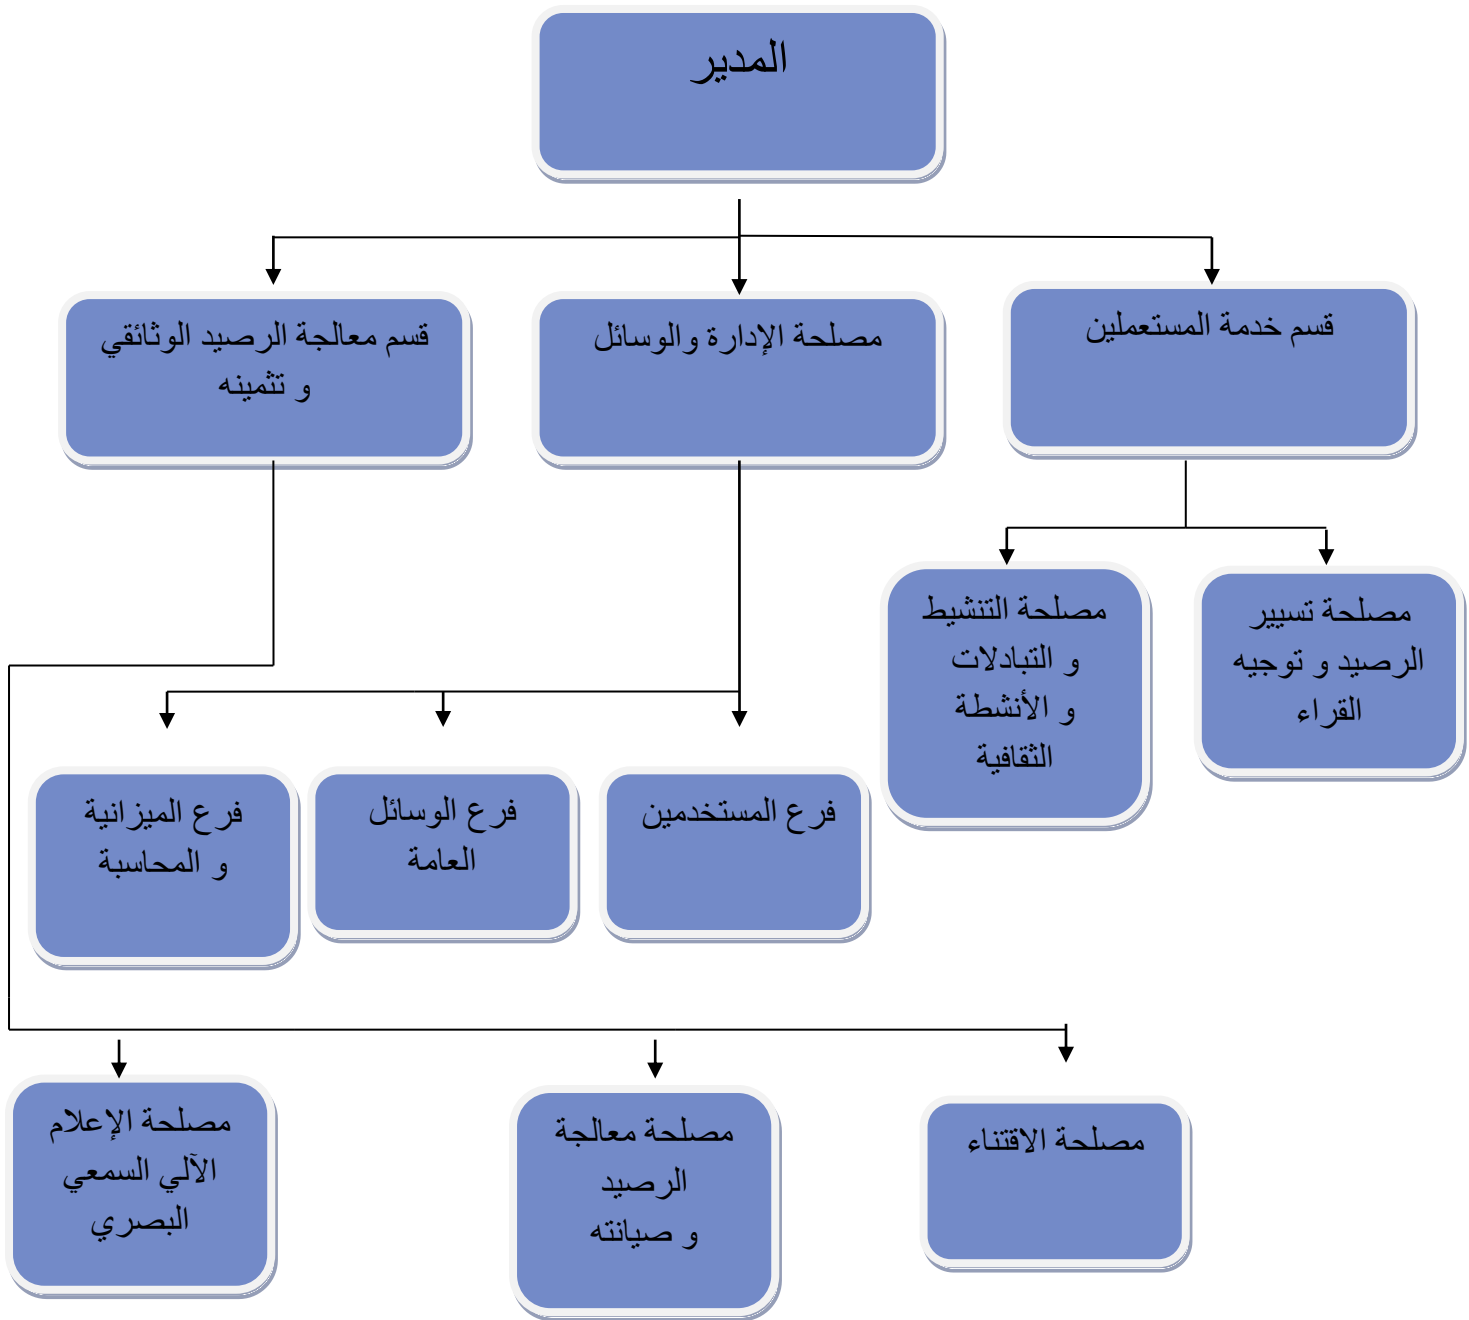 المدير
قسم خدمة المستعملين
مصلحة الإدارة والوسائل
قسم معالجة الرصيد الوثائقي
و تثمينه
مصلحة تسيير
الرصيد و توجيه
القراء
مصلحة التنشيط
و التبادلات
و الأنشطة
الثقافية
فرع المستخدمين
فرع الوسائل
العامة
فرع الميزانية
و المحاسبة
مصلحة الاقتناء
مصلحة معالجة
الرصيد
و صيانته
مصلحة الإعلام
الآلي السمعي
البصري